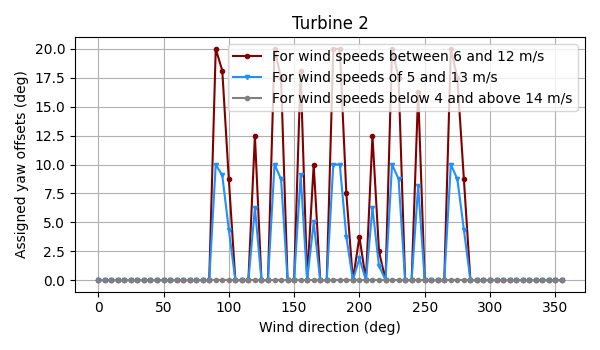 Turbine 2
For wind speeds between 6 and 12 m/s
For wind speeds of 5 and 13 m/s
For wind speeds below 4 and above 14 m/s
Assigned yaw offsets (deg)
20.0
17.5
15.0
12.5
10.0
7.5
5.0
2.5
0.0
0 50 100 150 200 250 300 350
Wind direction (deg)